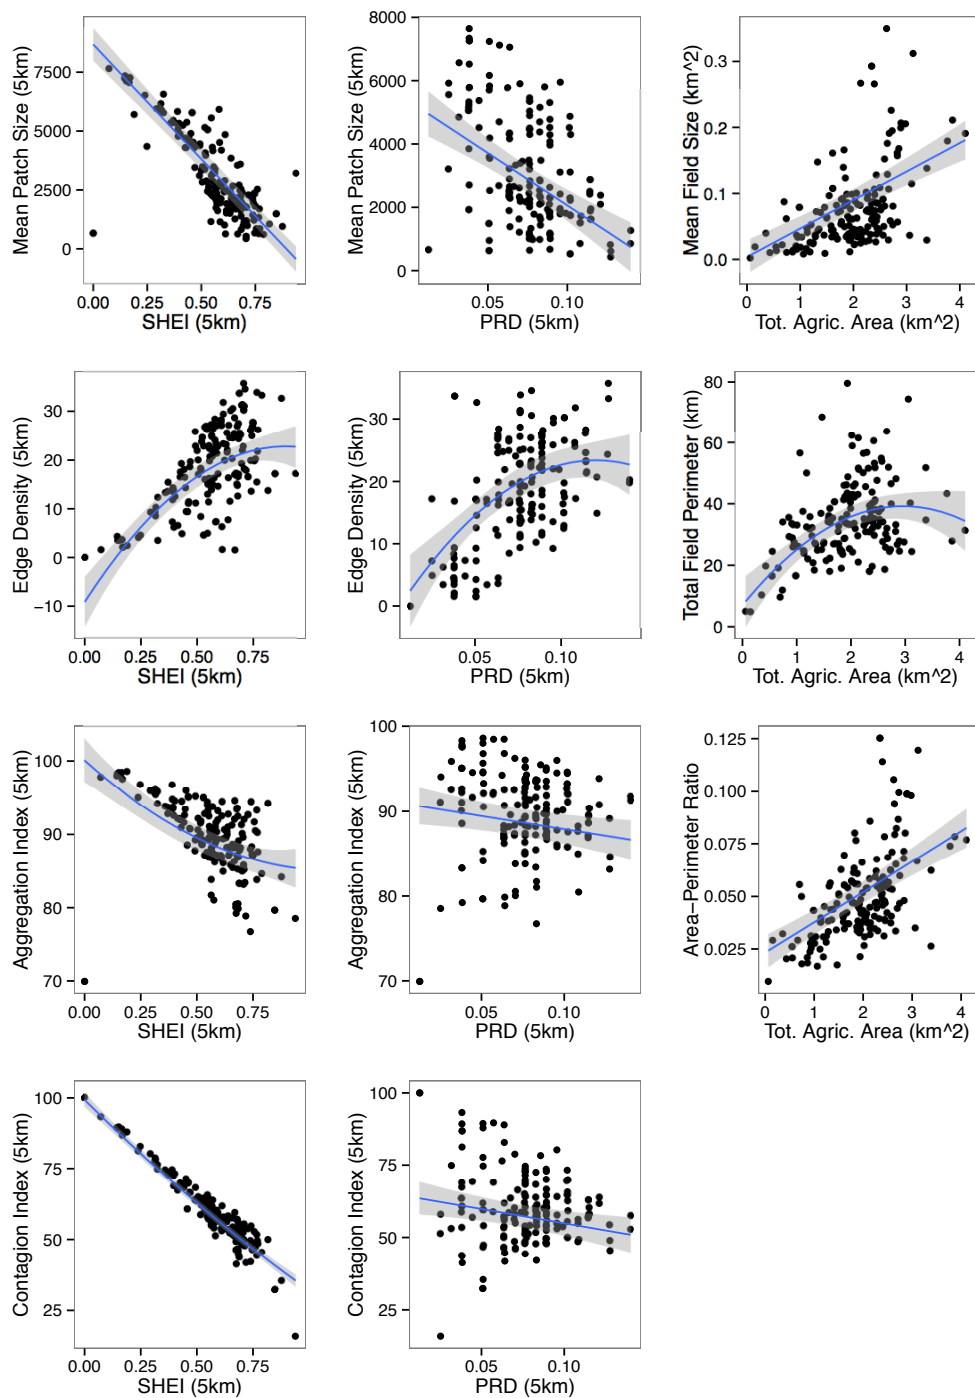 Mean Patch Size (5km)
7500
5000
2500
0
0.00 0.25 0.50 0.75
SHEI (5km)
Mean Patch Size (5km)
8000
6000
4000
2000
0
0.05 0.10
PRD (5km)
Mean Field Size (km^2)
0.3
0.2
0.1
0.0
0 1 2 3 4
Tot. Agric. Area (km^2)
Edge Density (5km)
30
20
10
0
−10
0.00 0.25 0.50 0.75
SHEI (5km)
Edge Density (5km)
30
20
10
0
0.05 0.10
PRD (5km)
Total Field Perimeter (km)
80
60
40
20
0
0 1 2 3 4
Tot. Agric. Area (km^2)
Aggregation Index (5km)
100
90
80
70
0.00 0.25 0.50 0.75
SHEI (5km)
Aggregation Index (5km)
100
90
80
70
0.05 0.10
PRD (5km)
Area−Perimeter Ratio
0.125
0.100
0.075
0.050
0.025
0 1 2 3 4
Tot. Agric. Area (km^2)
Contagion Index (5km)
100
75
50
25
0.00 0.25 0.50 0.75
SHEI (5km)
Contagion Index (5km)
100
75
50
25
0.05 0.10
PRD (5km)